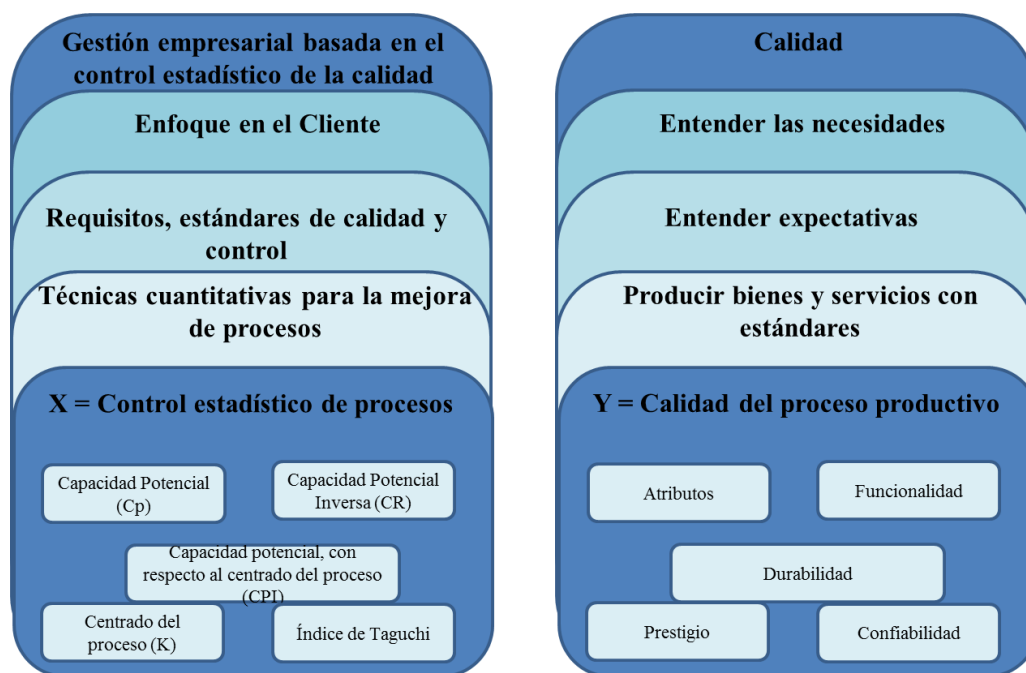 Gestión empresarial basada en el
control estadístico de la calidad
Enfoque en el Cliente
Requisitos, estándares de calidad y
control
Técnicas cuantitativas para la mejora
de procesos
X = Control estadístico de procesos
Capacidad Potencial
(Cp)
Capacidad Potencial
Inversa (CR)
Capacidad potencial, con
respecto al centrado del proceso
(CPI)
Centrado del
proceso (K)
Índice de Taguchi
Calidad
Entender las necesidades
Entender expectativas
Producir bienes y servicios con
estándares
Y = Calidad del proceso productivo
Atributos
Funcionalidad
Durabilidad
Prestigio
Confiabilidad